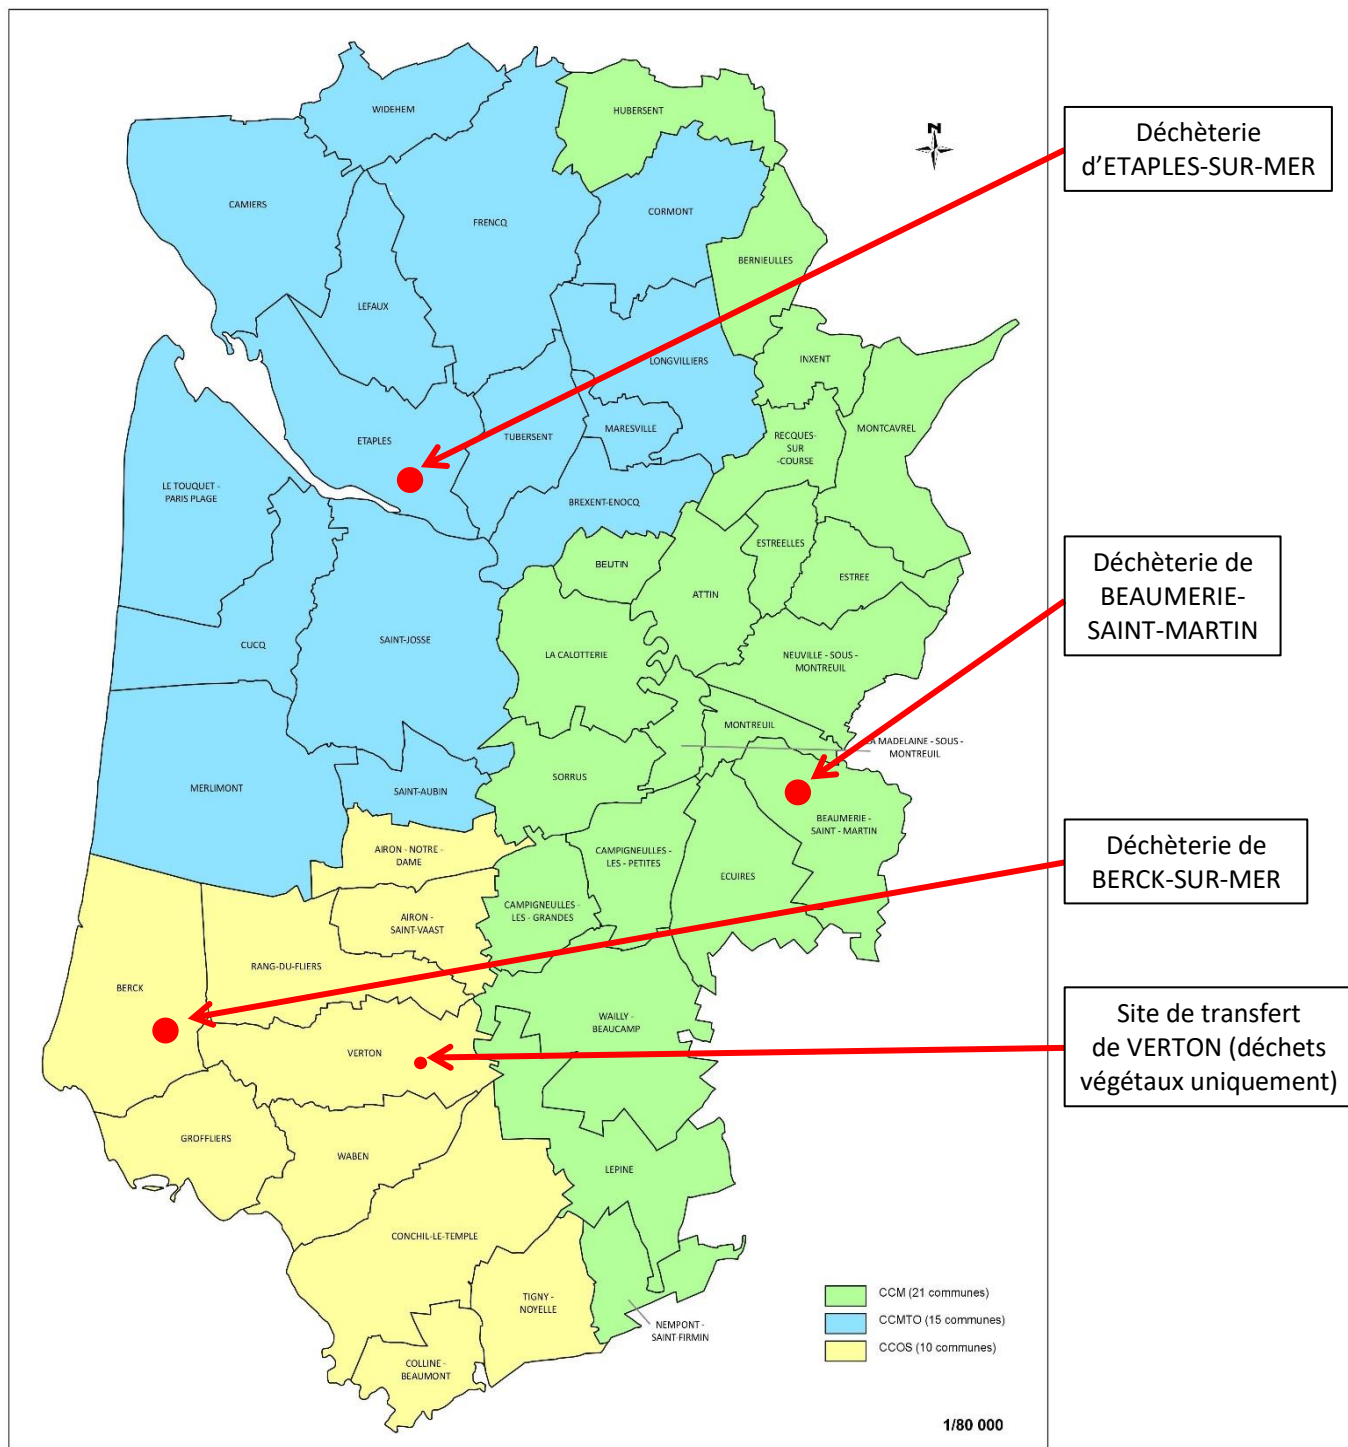 WIDEHEM
HUBERSENT
N
Déchèterie
d'ETAPLES-SUR-MER
CAMIERS
FRENCQ
CORMONT
BERNIEULLES
LEFAUX
LONGVILLIERS
INXENT
ETAPLES
TUBERSENT
MARESVILLE
RECQUES-
SUR
-COURSE
MONTCAVREL
LE TOUQUET -
PARIS PLAGE
BREXENT-ENOCQ
BEUTIN
ESTREELLES
ESTREE
ATTIN
Déchèterie de
BEAUMERIE-
SAINT-MARTIN
CUCQ
SAINT-JOSSE
LA CALOTTERIE
NEUVILLE - SOUS -
MONTREUIL
MONTREUIL
LA MADELAINE - SOUS -
MONTREUIL
MERLIMONT
SAINT-AUBIN
SORRUS
BEAUMERIE -
SAINT - MARTIN
AIRON - NOTRE -
DAME
CAMPIGNEULLES -
LES - PETITES
ECUIRES
Déchèterie de
BERCK-SUR-MER
CAMPIGNEULLES -
LES - GRANDES
AIRON -
SAINT-VAAST
RANG-DU-FLIERS
BERCK
WAILLY -
BEAUCAMP
VERTON
Site de transfert
de VERTON (déchets
végétaux uniquement)
GROFFLIERS
WABEN
LEPINE
CONCHIL-LE-TEMPLE
TIGNY -
NOYELLE
NEMPONT -
SAINT FIRMIN
COLLINE -
BEAUMONT
CCM (21 communes)
CCMTO (15 communes)
CCOS (10 communes)
1/80 000